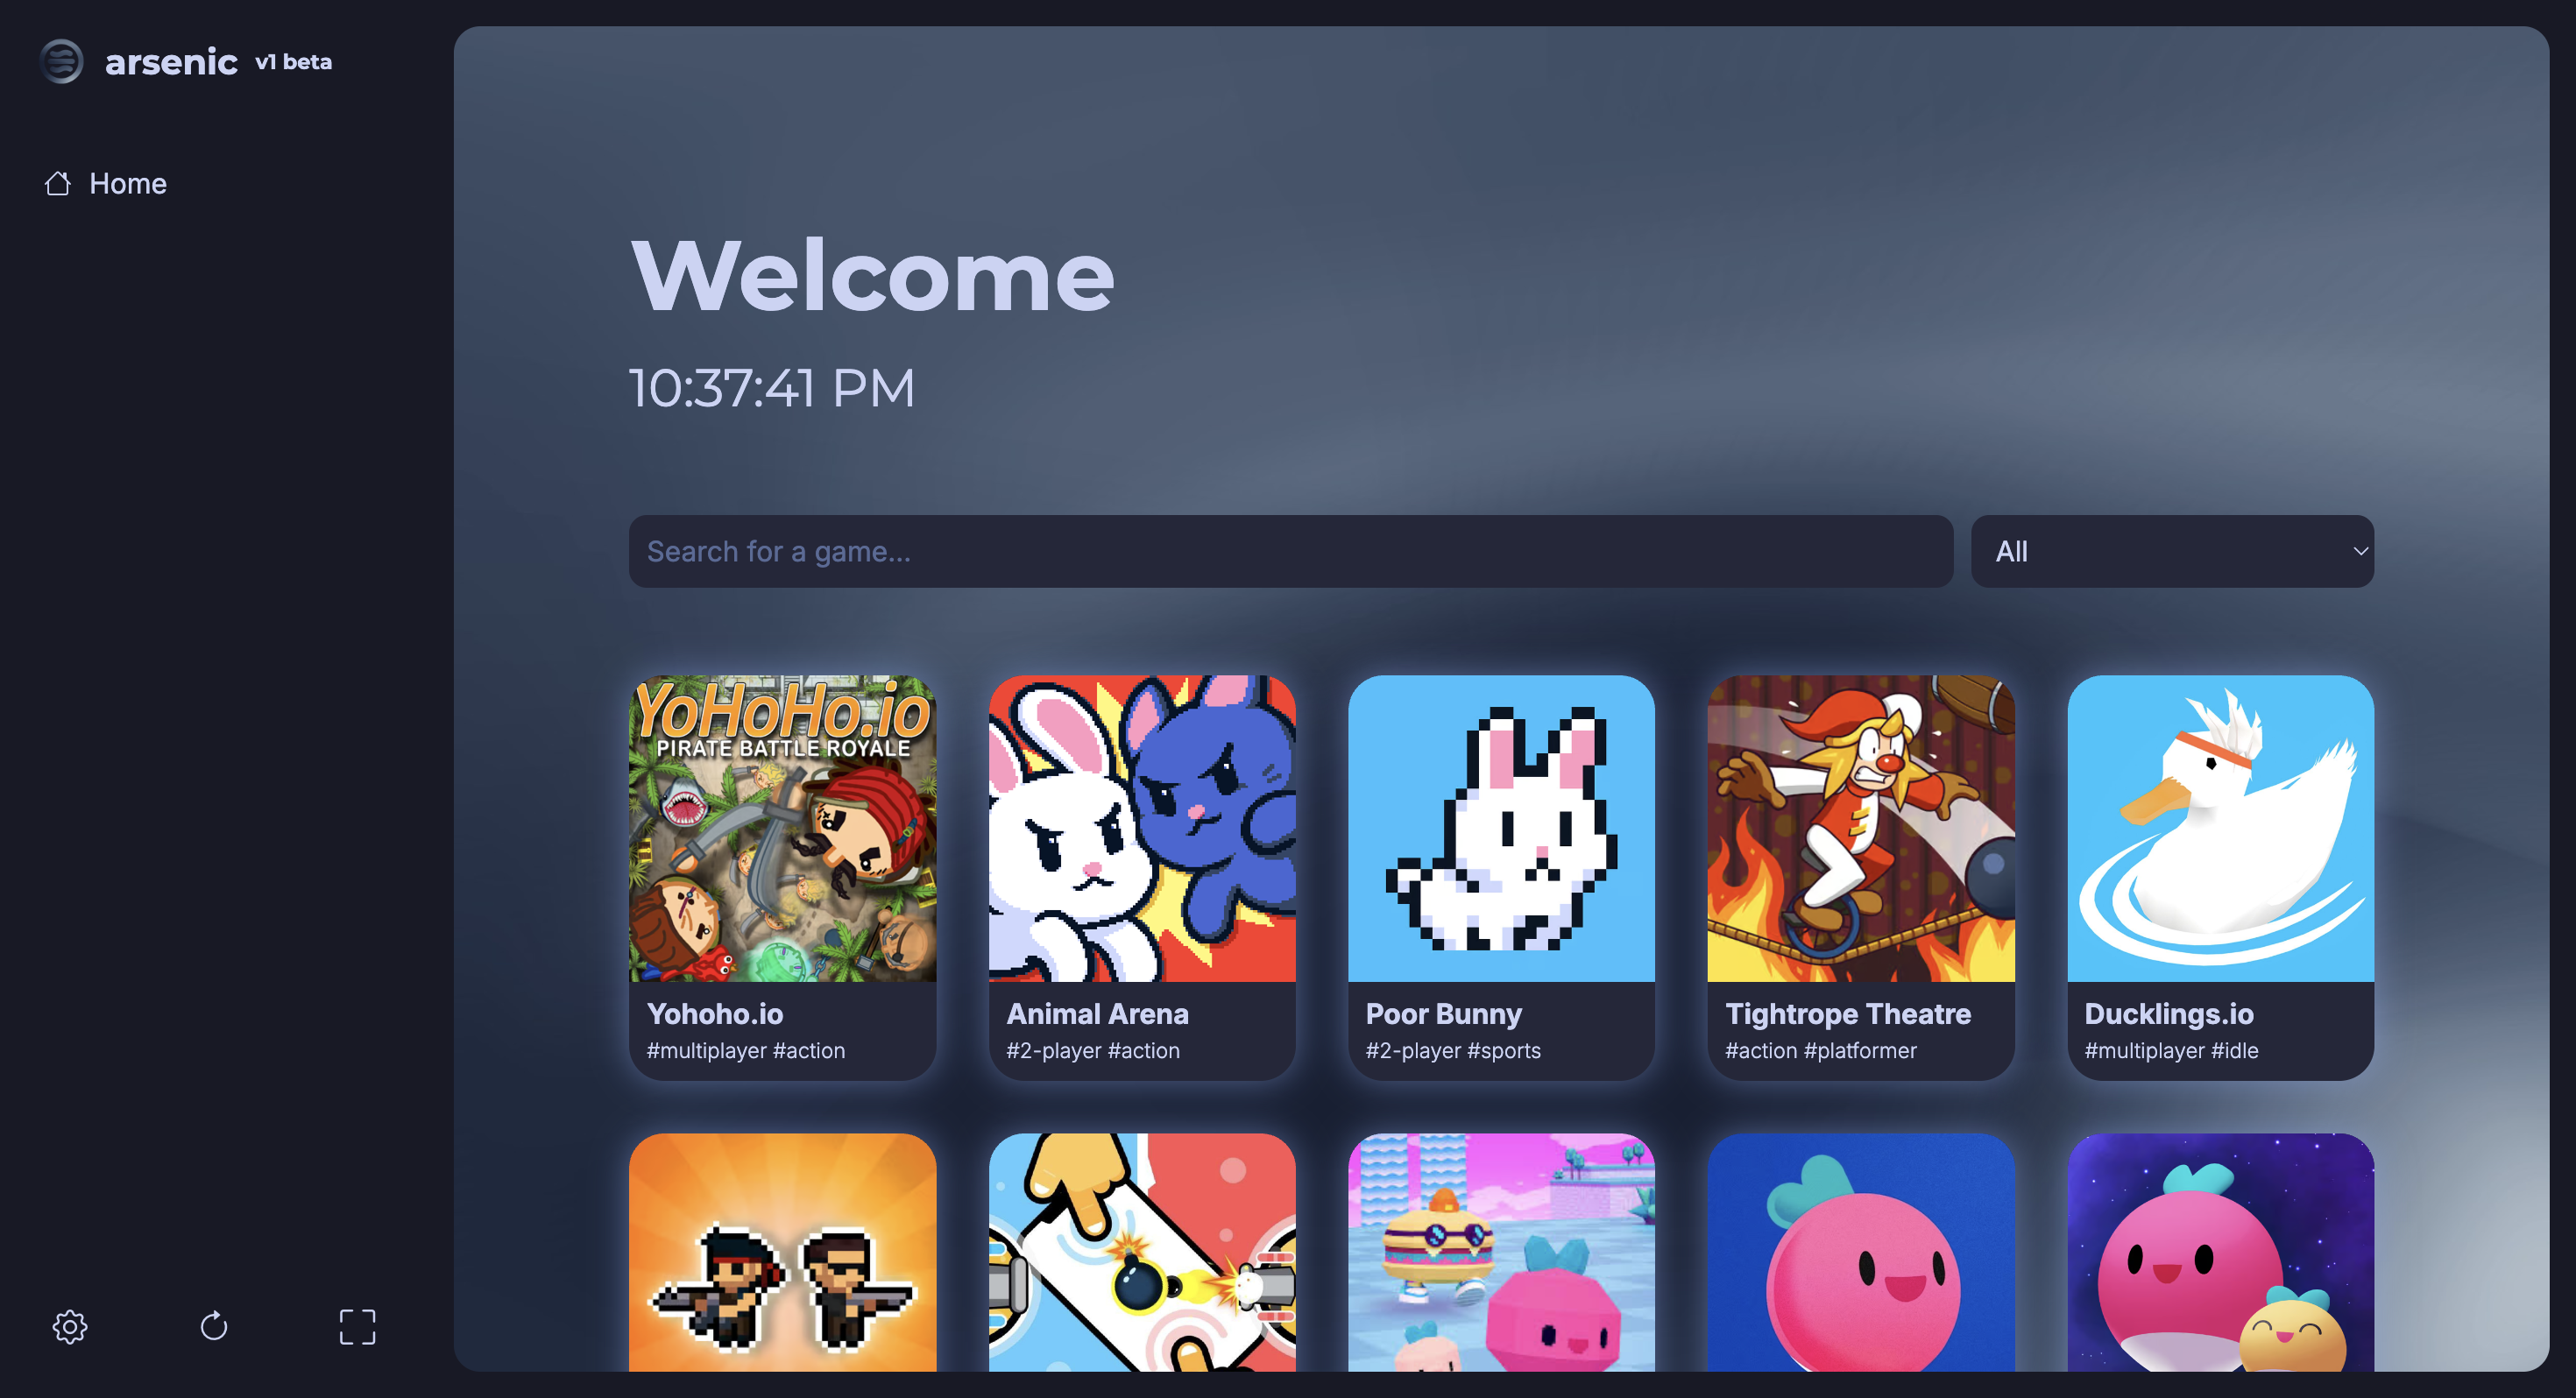 arsenic v1 beta
Home
Welcome
10:37:41 PM
Search for a game...
All
YoHoHo.io
PIRATE BATTLE ROYALE
Yohoho.io
#multiplayer #action
Animal Arena
#2-player #action
Poor Bunny
#2-player #sports
Tightrope Theatre
#action #platformer
Ducklings.io
#multiplayer #idle